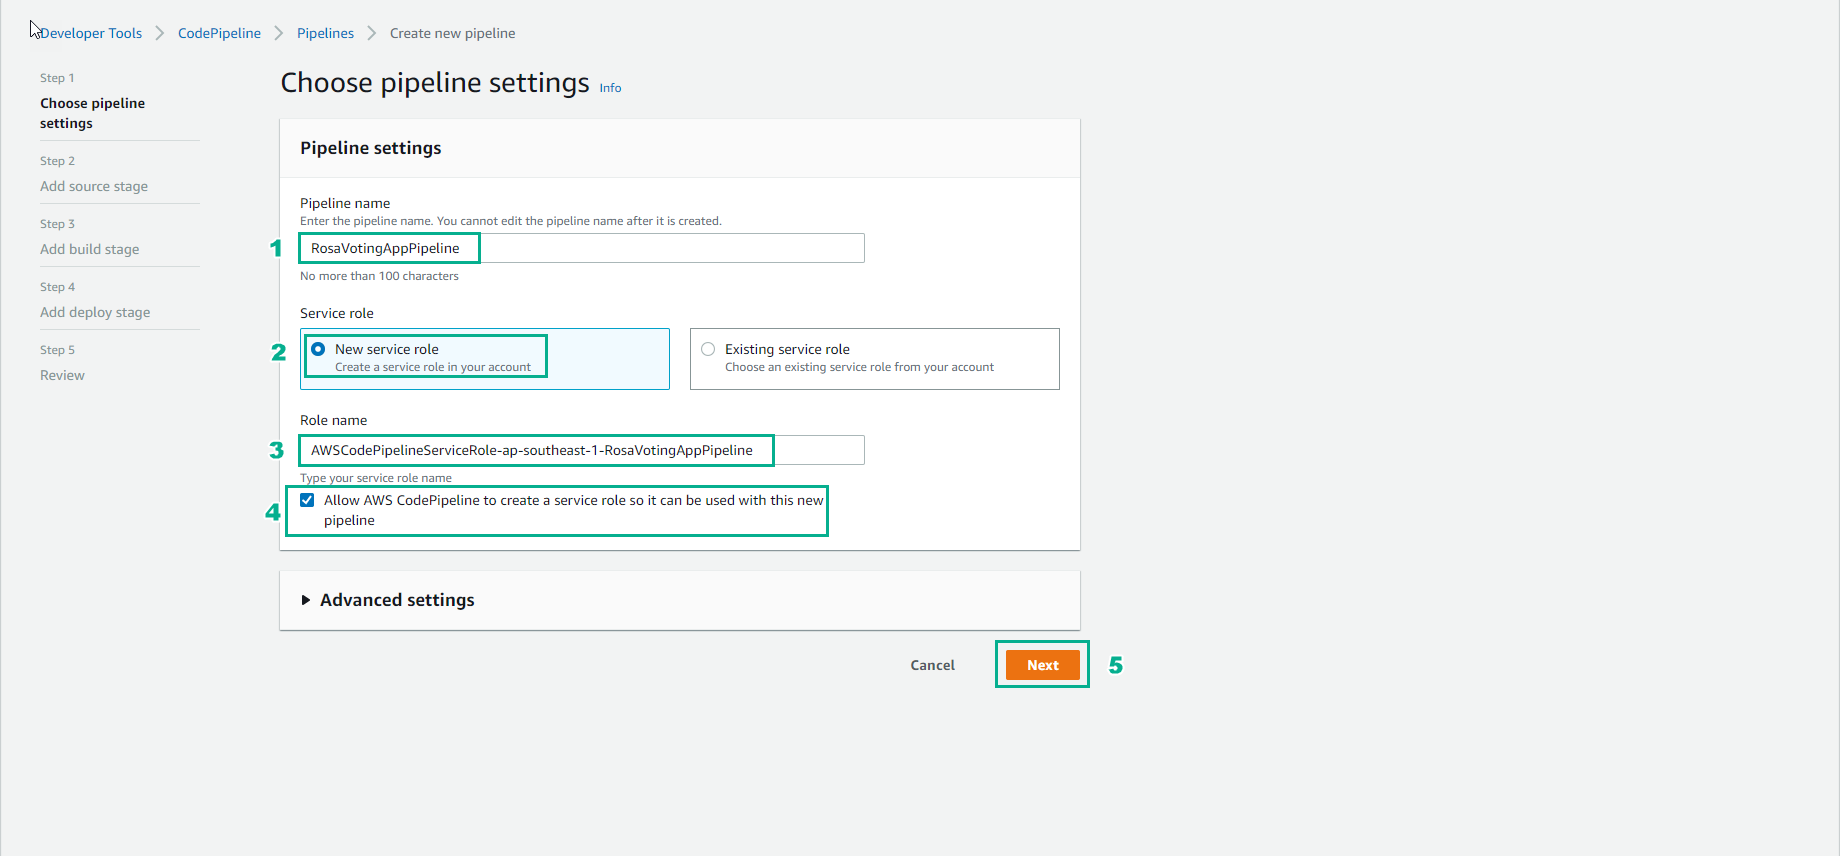 Developer Tools > CodePipeline > Pipelines > Create new pipeline
Step 1
Choose pipeline
settings
Step 2
Add source stage
Step 3
Add build stage
Step 4
Add deploy stage
Step 5
Review
Choose pipeline settings Info
Pipeline settings
Pipeline name
Enter the pipeline name. You cannot edit the pipeline name after it is created.
1 RosaVotingAppPipeline
No more than 100 characters
Service role
2 New service role
Create a service role in your account
Existing service role
Choose an existing service role from your account
Role name
3 AWSCodePipelineServiceRole-ap-southeast-1-RosaVotingAppPipeline
Type your service role name
4 Allow AWS CodePipeline to create a service role so it can be used with this new
pipeline
Advanced settings
Cancel Next 5